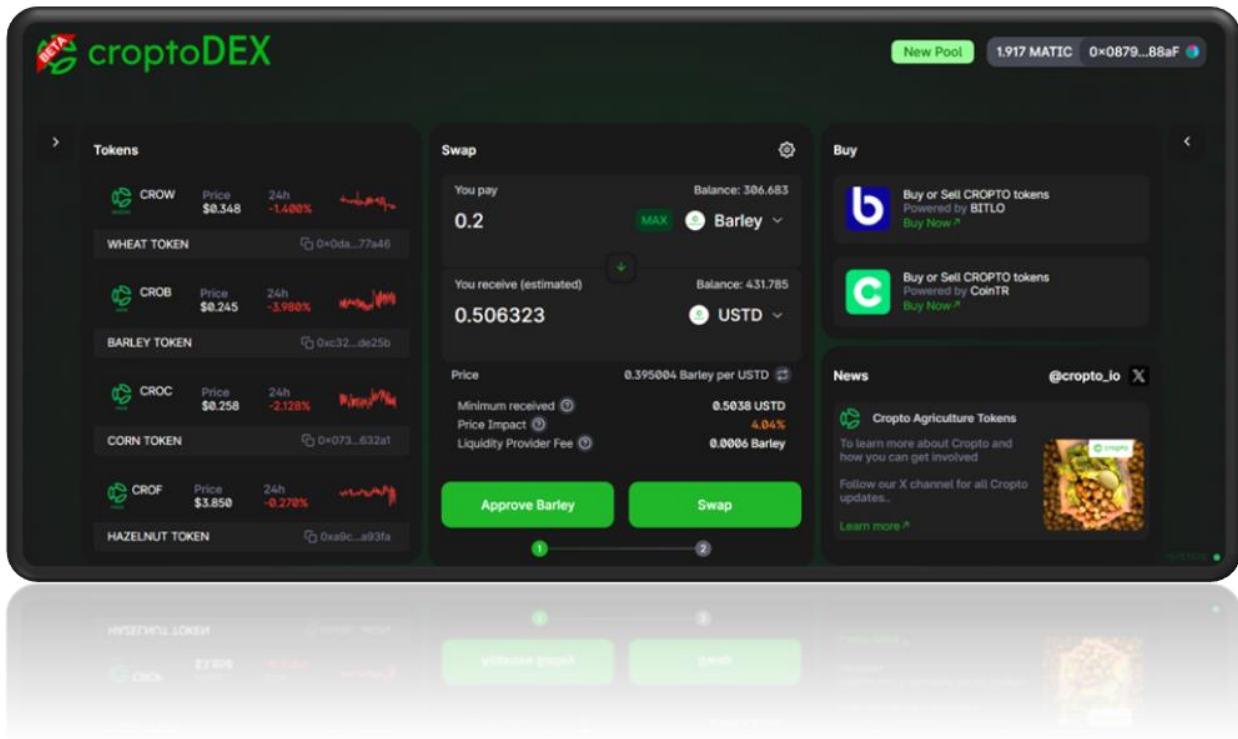 BETA
croptoDEX
New Pool
1.917 MATIC 0×0879...88aF
Tokens
CROW
Price
$0.348
24h
-1.400%
WHEAT TOKEN
0×0da...77a46
CROB
Price
$0.245
24h
-3.980%
BARLEY TOKEN
0xc32...de25b
CROC
Price
$0.258
24h
-2.128%
CORN TOKEN
0×073...632a1
CROF
Price
$3.850
24h
-0.270%
HAZELNUT TOKEN
0xa9c...a93fa
Swap
You pay
Balance: 306.683
0.2
MAX
Barley
You receive (estimated)
Balance: 431.785
0.506323
USTD
Price
0.395004 Barley per USTD
Minimum received
0.5038 USTD
Price Impact
4.04%
Liquidity Provider Fee
0.0006 Barley
Approve Barley
Swap
1
2
Buy
Buy or Sell CROPTO tokens
Powered by BITLO
Buy Now
Buy or Sell CROPTO tokens
Powered by CoinTR
Buy Now
News
@cropto_io
Cropto Agriculture Tokens
To learn more about Cropto and
how you can get involved
Follow our X channel for all Cropto
updates..
Learn more
cropto